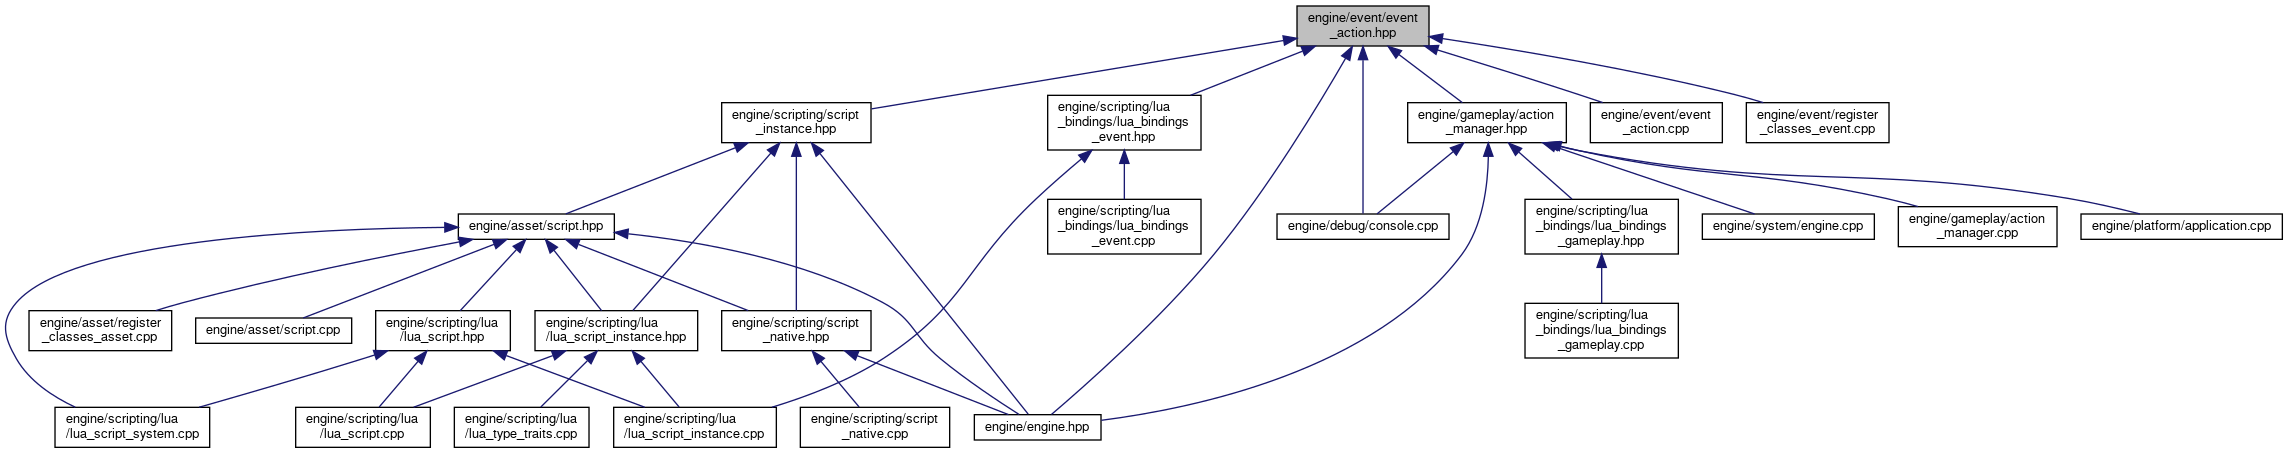 engine/event/event
_action.hpp
engine/scripting/script
_instance.hpp
engine/scripting/lua
_bindings/lua_bindings
_event.hpp
engine/gameplay/action
_manager.hpp
engine/event/event
_action.cpp
engine/event/register
_classes_event.cpp
engine/asset/script.hpp
engine/scripting/lua
_bindings/lua_bindings
_event.cpp
engine/debug/console.cpp
engine/scripting/lua
_bindings/lua_bindings
_gameplay.hpp
engine/system/engine.cpp
engine/gameplay/action
_manager.cpp
engine/platform/application.cpp
engine/asset/register
_classes_asset.cpp
engine/asset/script.cpp
engine/scripting/lua
/lua_script.hpp
engine/scripting/lua
/lua_script_instance.hpp
engine/scripting/script
_native.hpp
engine/scripting/lua
_bindings/lua_bindings
_gameplay.cpp
engine/scripting/lua
/lua_script_system.cpp
engine/scripting/lua
/lua_script.cpp
engine/scripting/lua
/lua_type_traits.cpp
engine/scripting/lua
/lua_script_instance.cpp
engine/scripting/script
_native.cpp
engine/engine.hpp